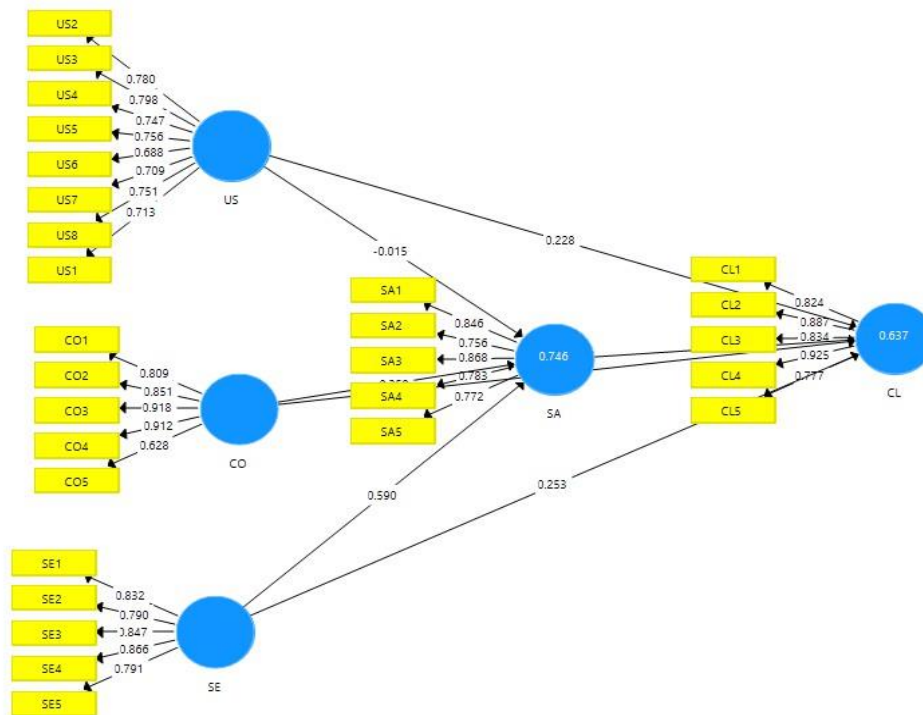 US2
US3
US4
US5
US6
US7
US8
US1
0.780
0.798
0.747
0.756
0.688
0.709
0.751
0.713
US
-0.015
0.228
CO1
CO2
CO3
CO4
CO5
0.809
0.851
0.918
0.912
0.628
CO
SA1
SA2
SA3
SA4
SA5
0.846
0.756
0.868
0.783
0.772
0.746
SA
CL1
CL2
CL3
CL4
CL5
0.824
0.887
0.834
0.925
0.777
0.637
CL
0.590
0.253
SE1
SE2
SE3
SE4
SE5
0.832
0.790
0.847
0.866
0.791
SE